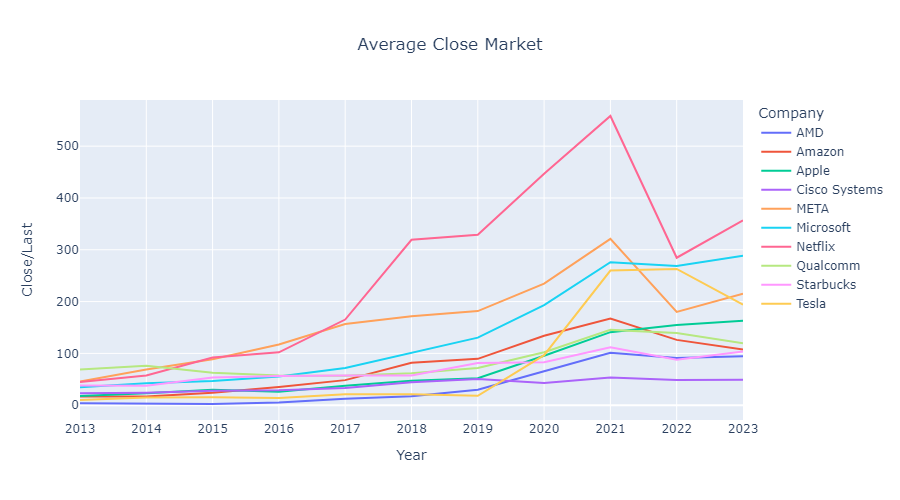 Average Close Market
Company
AMD
Amazon
Apple
Cisco Systems
META
Microsoft
Netflix
Qualcomm
Starbucks
Tesla
Close/Last
500
400
300
200
100
0
2013 2014 2015 2016 2017 2018 2019 2020 2021 2022 2023
Year